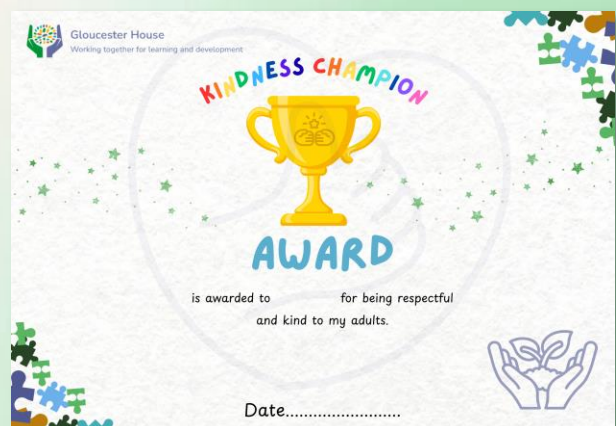 Gloucester House
Working together for learning and development
KINDNESS CHAMPION
AWARD
is awarded to for being respectful
and kind to my adults.
Date.........................